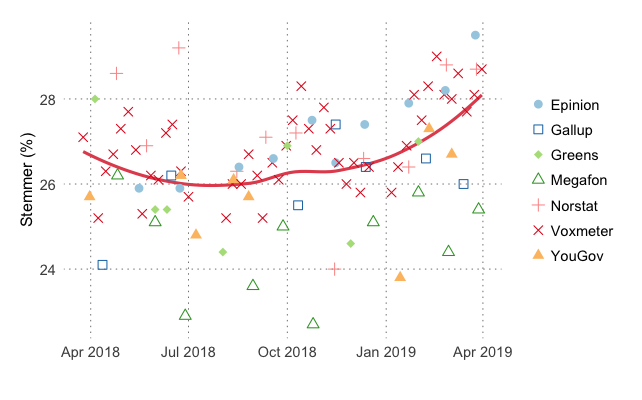 Stemmer (%)
28
26
24
Apr 2018
Jul 2018
Oct 2018
Jan 2019
Apr 2019
Epinion
Gallup
Greens
Megafon
Norstat
Voxmeter
YouGov